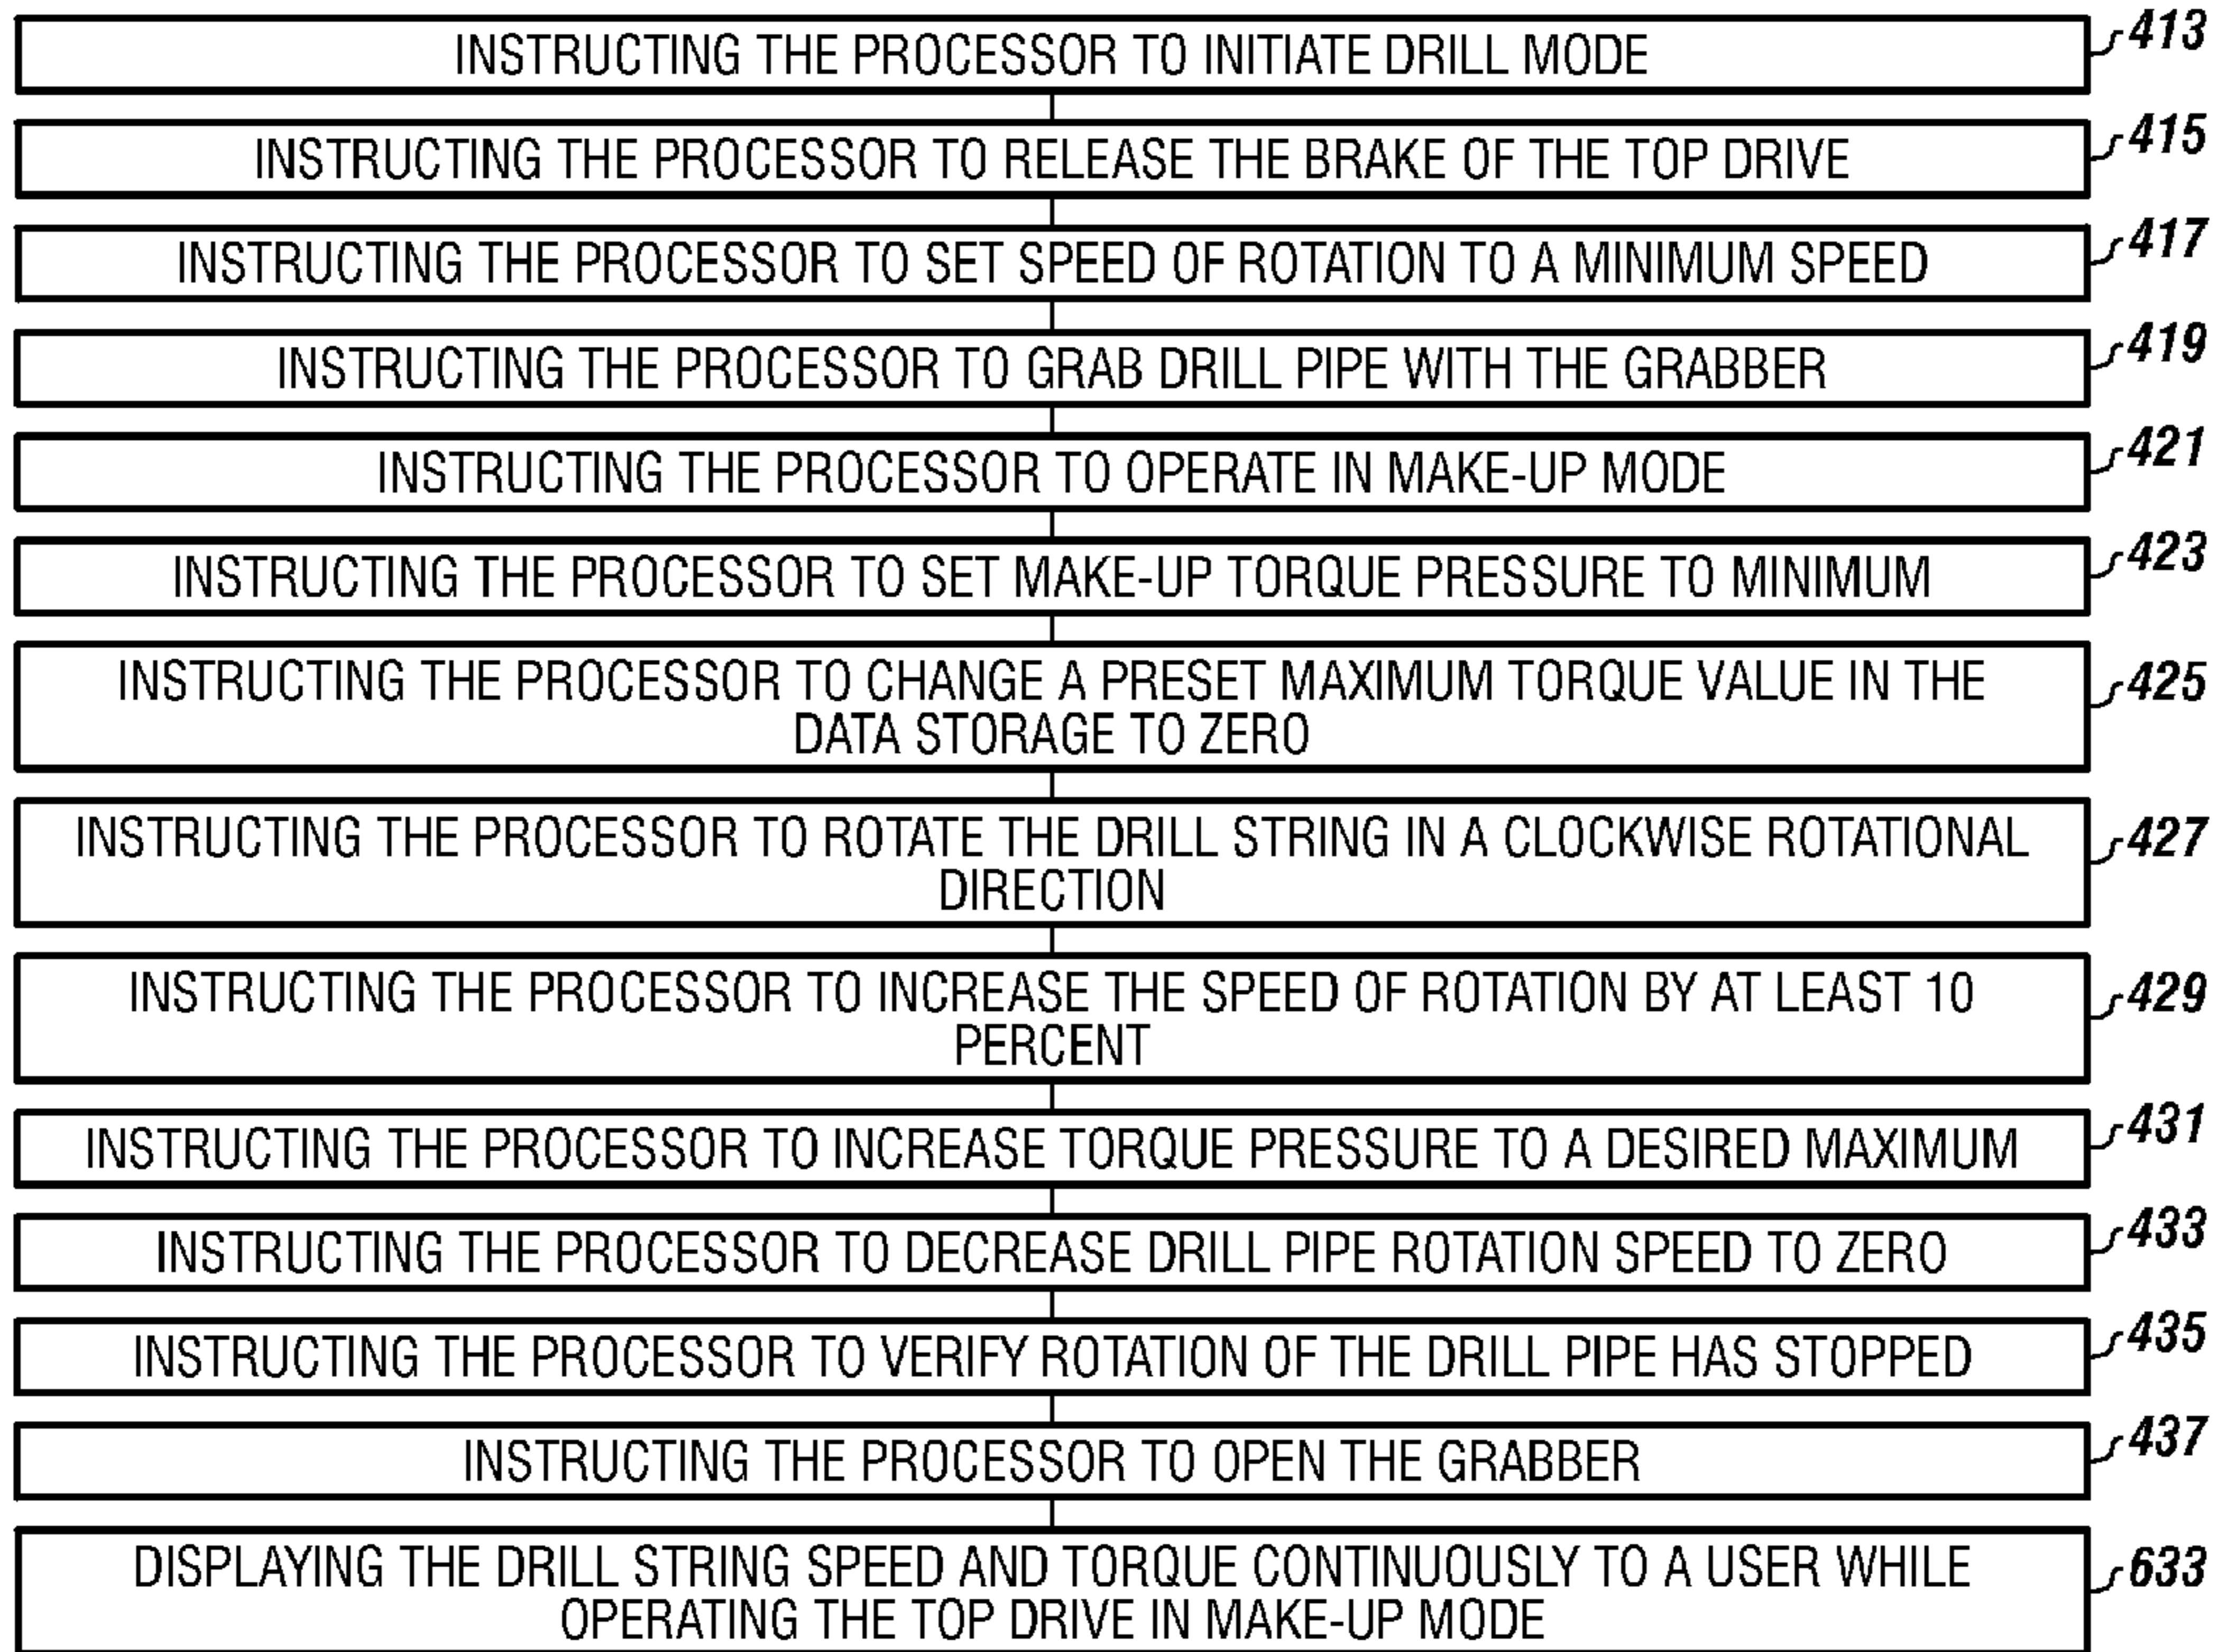 INSTRUCTING THE PROCESSOR TO INITIATE DRILL MODE
413
INSTRUCTING THE PROCESSOR TO RELEASE THE BRAKE OF THE TOP DRIVE
415
INSTRUCTING THE PROCESSOR TO SET SPEED OF ROTATION TO A MINIMUM SPEED
417
INSTRUCTING THE PROCESSOR TO GRAB DRILL PIPE WITH THE GRABBER
419
INSTRUCTING THE PROCESSOR TO OPERATE IN MAKE-UP MODE
421
INSTRUCTING THE PROCESSOR TO SET MAKE-UP TORQUE PRESSURE TO MINIMUM
423
INSTRUCTING THE PROCESSOR TO CHANGE A PRESET MAXIMUM TORQUE VALUE IN THE
DATA STORAGE TO ZERO
425
INSTRUCTING THE PROCESSOR TO ROTATE THE DRILL STRING IN A CLOCKWISE ROTATIONAL
DIRECTION
427
INSTRUCTING THE PROCESSOR TO INCREASE THE SPEED OF ROTATION BY AT LEAST 10
PERCENT
429
INSTRUCTING THE PROCESSOR TO INCREASE TORQUE PRESSURE TO A DESIRED MAXIMUM
431
INSTRUCTING THE PROCESSOR TO DECREASE DRILL PIPE ROTATION SPEED TO ZERO
433
INSTRUCTING THE PROCESSOR TO VERIFY ROTATION OF THE DRILL PIPE HAS STOPPED
435
INSTRUCTING THE PROCESSOR TO OPEN THE GRABBER
437
DISPLAYING THE DRILL STRING SPEED AND TORQUE CONTINUOUSLY TO A USER WHILE
OPERATING THE TOP DRIVE IN MAKE-UP MODE
633